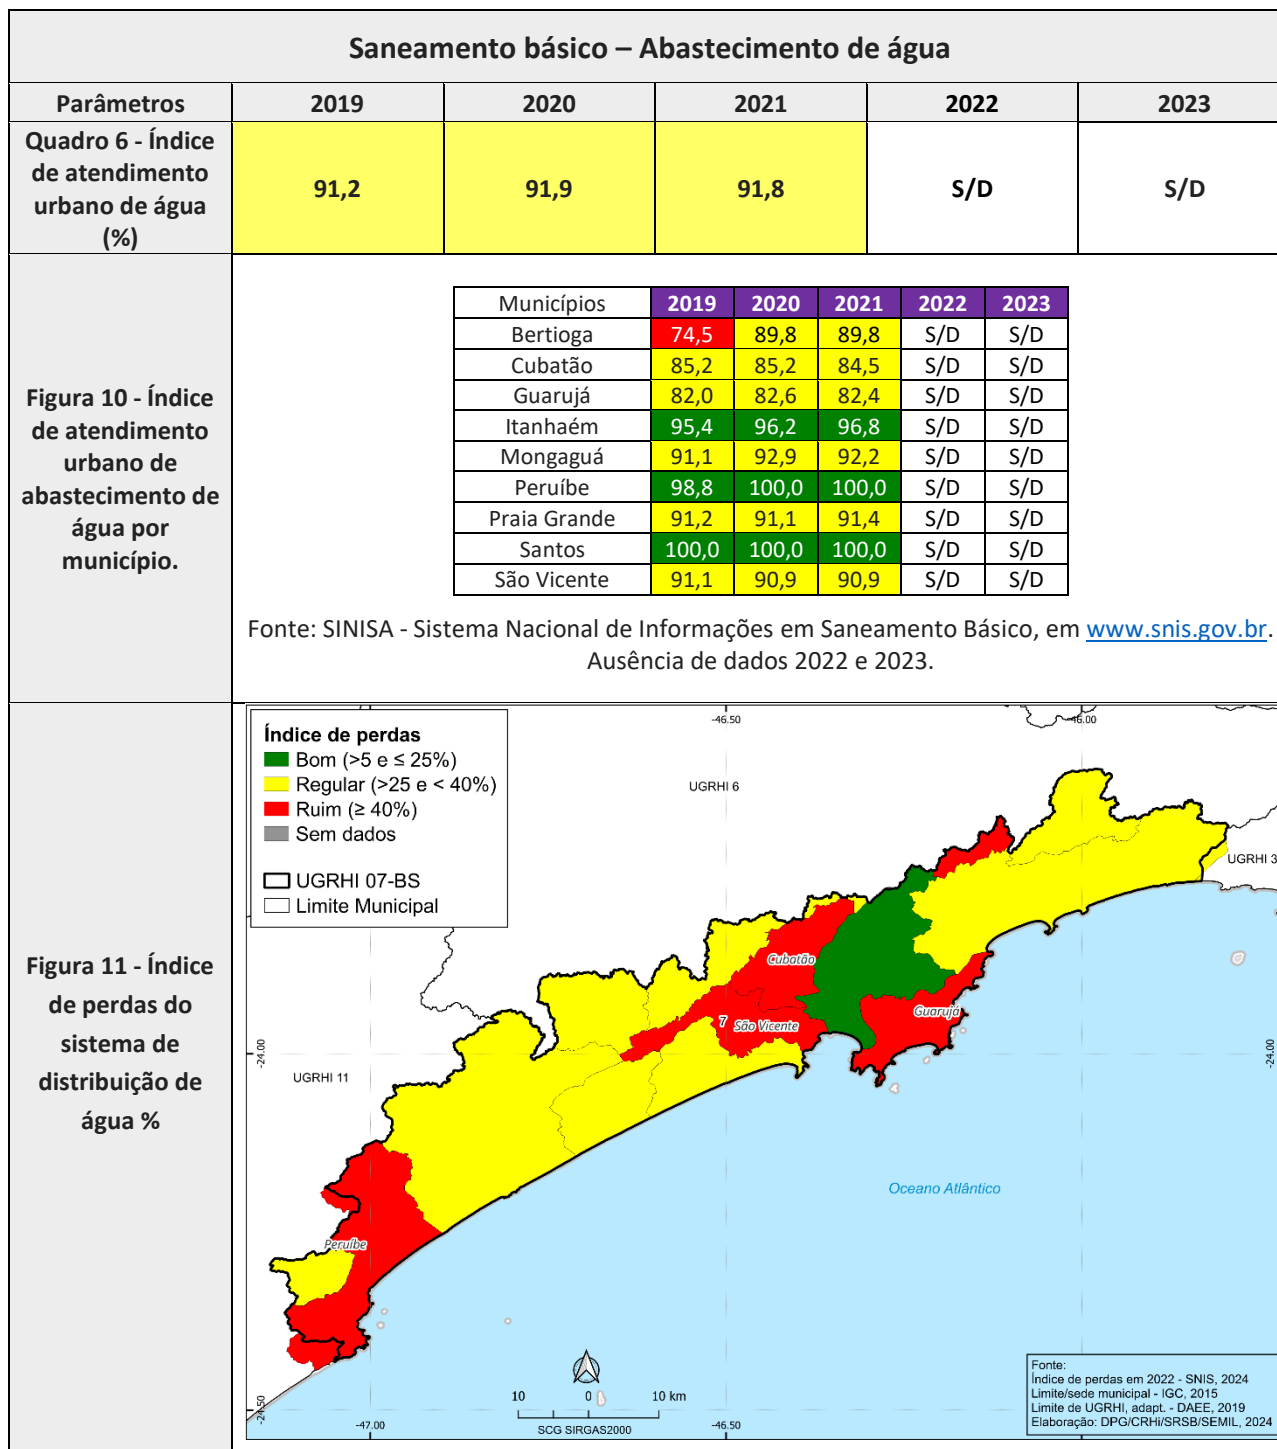 Saneamento básico – Abastecimento de água
Parâmetros 2019 2020 2021 2022 2023
Quadro 6 - Índice
de atendimento
urbano de água
(%)
91,2 91,9 91,8 S/D S/D
Figura 10 - Índice
de atendimento
urbano de
abastecimento de
água por
município.
Municípios 2019 2020 2021 2022 2023
Bertioga 74,5 89,8 89,8 S/D S/D
Cubatão 85,2 85,2 84,5 S/D S/D
Guarujá 82,0 82,6 82,4 S/D S/D
Itanhaém 95,4 96,2 96,8 S/D S/D
Mongaguá 91,1 92,9 92,2 S/D S/D
Peruíbe 98,8 100,0 100,0 S/D S/D
Praia Grande 91,2 91,1 91,4 S/D S/D
Santos 100,0 100,0 100,0 S/D S/D
São Vicente 91,1 90,9 90,9 S/D S/D
Fonte: SINISA - Sistema Nacional de Informações em Saneamento Básico, em www.snis.gov.br.
Ausência de dados 2022 e 2023.
Figura 11 - Índice
de perdas do
sistema de
distribuição de
água %
Índice de perdas
Bom (>5 e ≤ 25%)
Regular (>25 e < 40%)
Ruim (≥ 40%)
Sem dados
UGRHI 07-BS
Limite Municipal
-46.50
-46.00
UGRHI 6
UGRHI 3
Cubatão
7
São Vicente
Guarujá
-24.00
-24.00
UGRHI 11
Oceano Atlântico
Peruíbe
10 0 10 km
SCG SIRGAS2000
-24.50
-47.00
-46.50
Fonte:
Índice de perdas em 2022 - SNIS, 2024
Limite/sede municipal - IGC, 2015
Limite de UGRHI, adapt. - DAEE, 2019
Elaboração: DPG/CRHi/SRSB/SEMIL, 2024